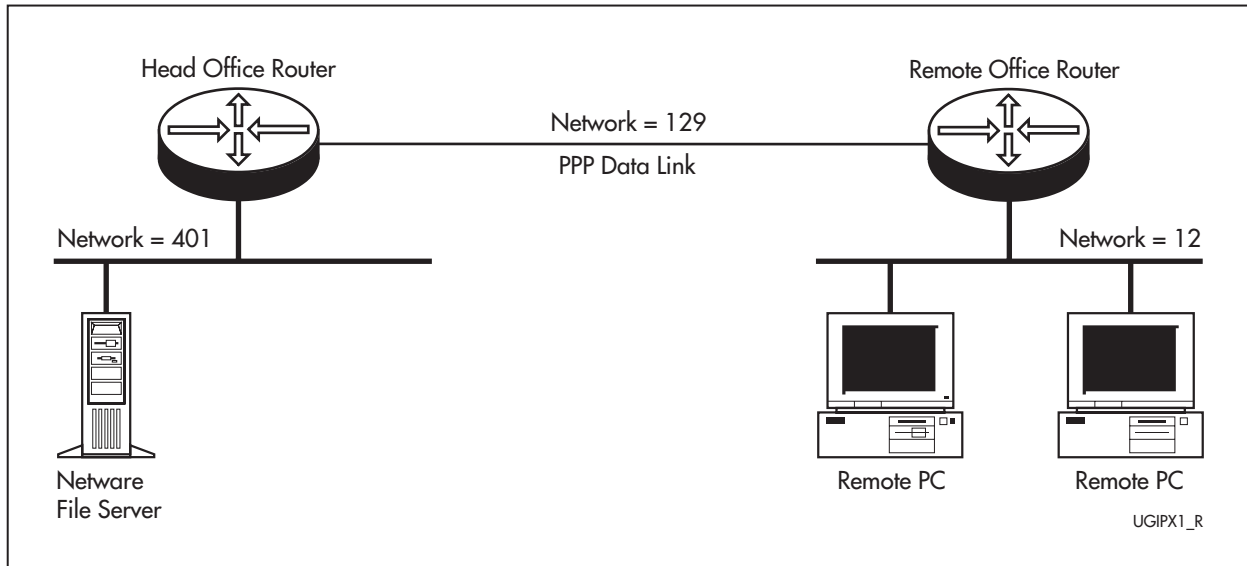 Head Office Router
Remote Office Router
Network = 129
PPP Data Link
Network = 401
Network = 12
Netware
File Server
Remote PC
Remote PC
UGIPX1_R